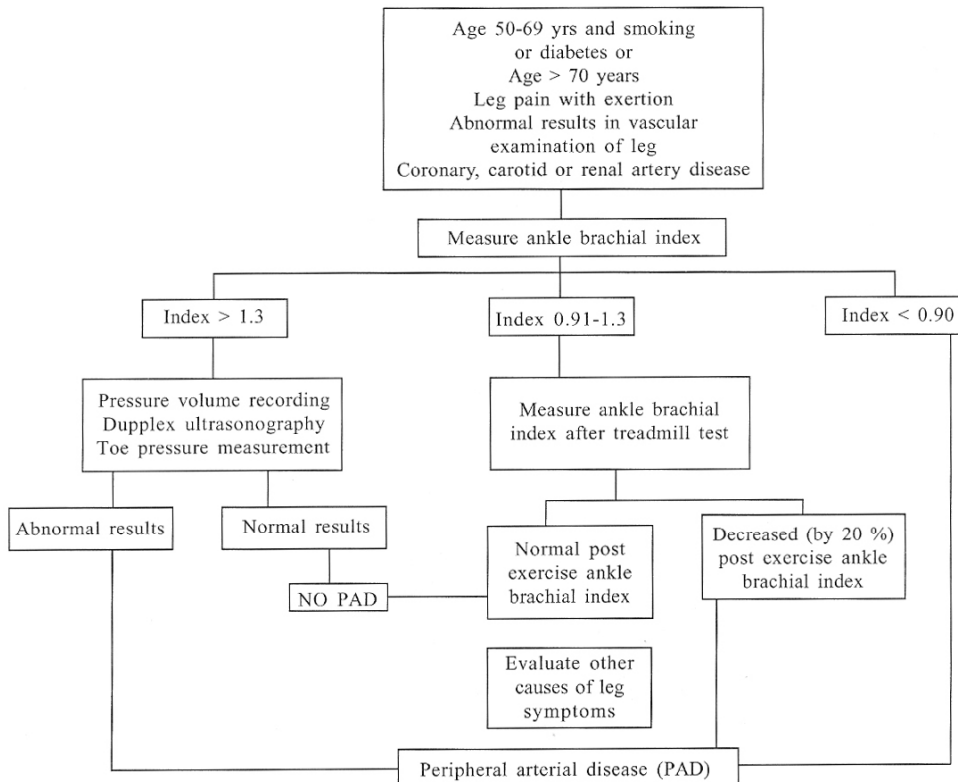 Age 50-69 yrs and smoking
or diabetes or
Age > 70 years
Leg pain with exertion
Abnormal results in vascular
examination of leg
Coronary, carotid or renal artery disease
Measure ankle brachial index
Index > 1.3
Index 0.91-1.3
Index < 0.90
Pressure volume recording
Dupplex ultrasonography
Toe pressure measurement
Measure ankle brachial
index after treadmill test
Abnormal results
Normal results
Normal post
exercise ankle
brachial index
Decreased (by 20 %)
post exercise ankle
brachial index
NO PAD
Evaluate other
causes of leg
symptoms
Peripheral arterial disease (PAD)